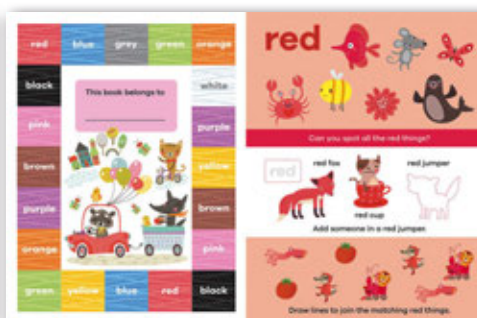 red blue grey green orange
black
white
This book belongs to
pink
purple
brown
yellow
purple
brown
orange
pink
green yellow blue red black
red
Can you spot all the red things?
red
red fox
red jumper
red cup
Add someone in a red jumper.
Draw lines to join the matching red things.